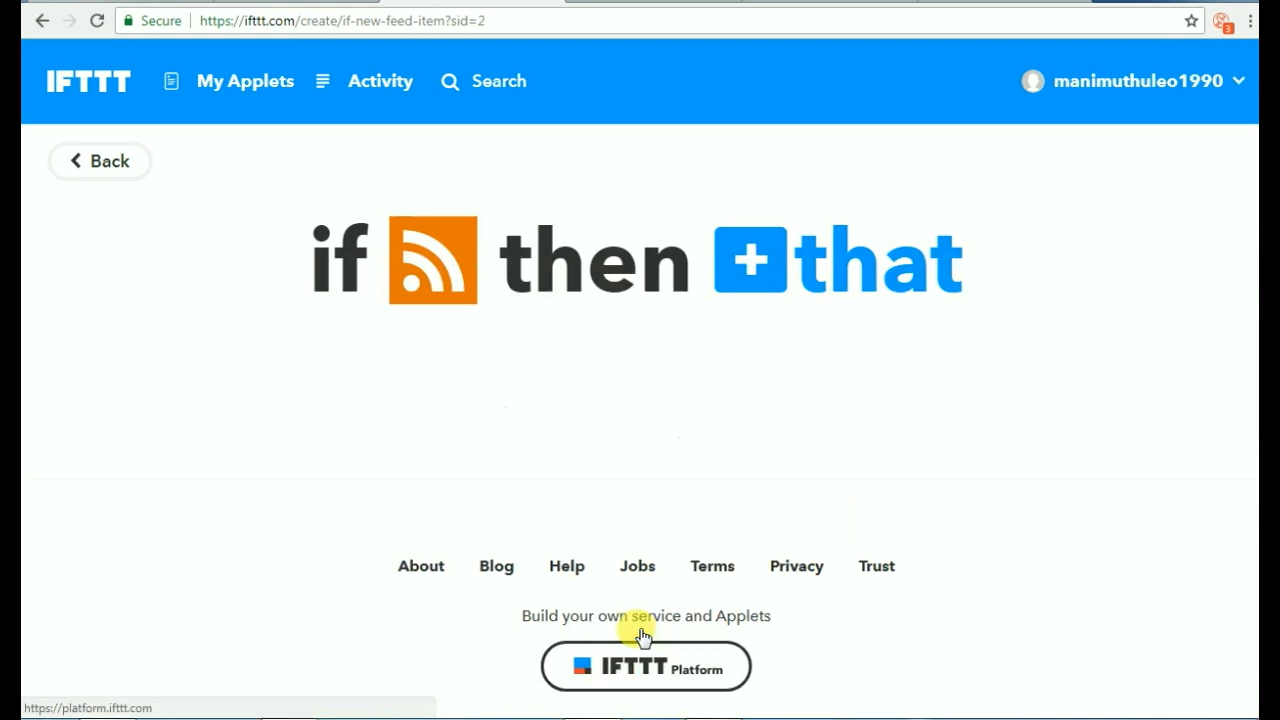 Secure https://ifttt.com/create/if-new-feed-item?sid=2
3
IFTTT My Applets Activity Search manimuthuleo1990
Back
if then that
About Blog Help Jobs Terms Privacy Trust
Build your own service and Applets
IFTTT Platform
https://platform.ifttt.com